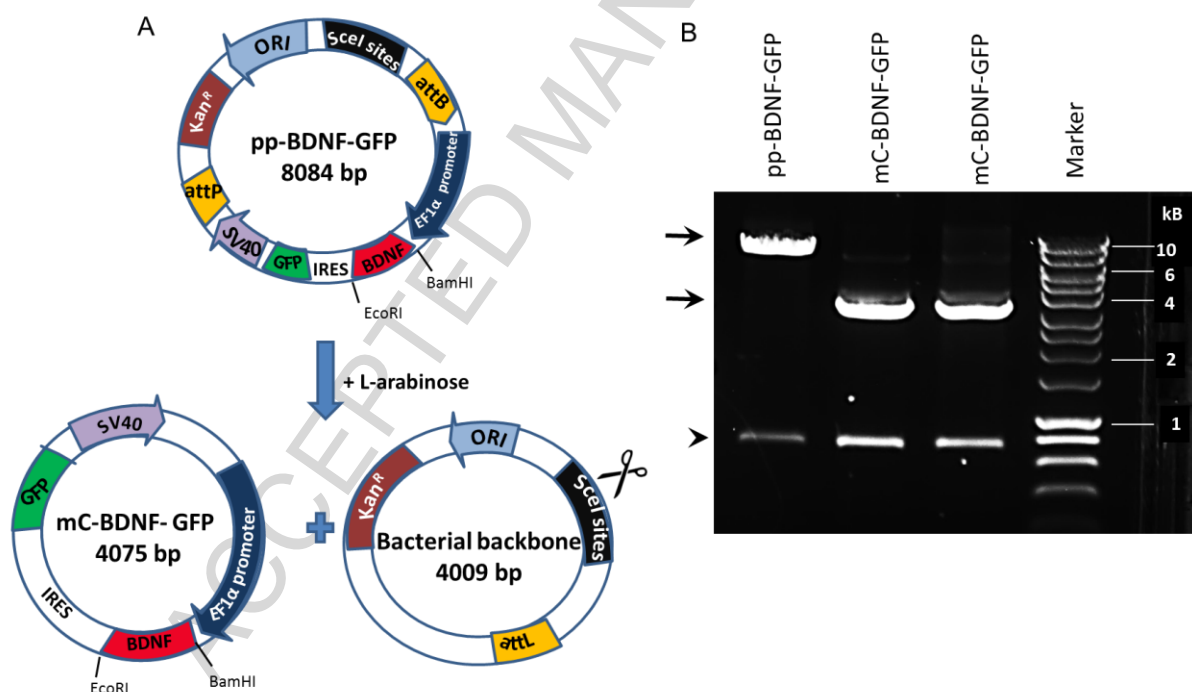 A
ORI
SceI sites
attB
EF1α promoter
BamHI
BDNF
EcoRI
IRES
GFP
SV40
attP
Kan^R
pp-BDNF-GFP
8084 bp
+ L-arabinose
SV40
GFP
EF1α promoter
IRES
BDNF
EcoRI
BamHI
mC-BDNF-GFP
4075 bp
ORI
Kan^R
SceI sites
attL
Bacterial backbone
4009 bp
B
pp-BDNF-GFP
mC-BDNF-GFP
mC-BDNF-GFP
Marker
kB
10
6
4
2
1
ACCEPTED MAN